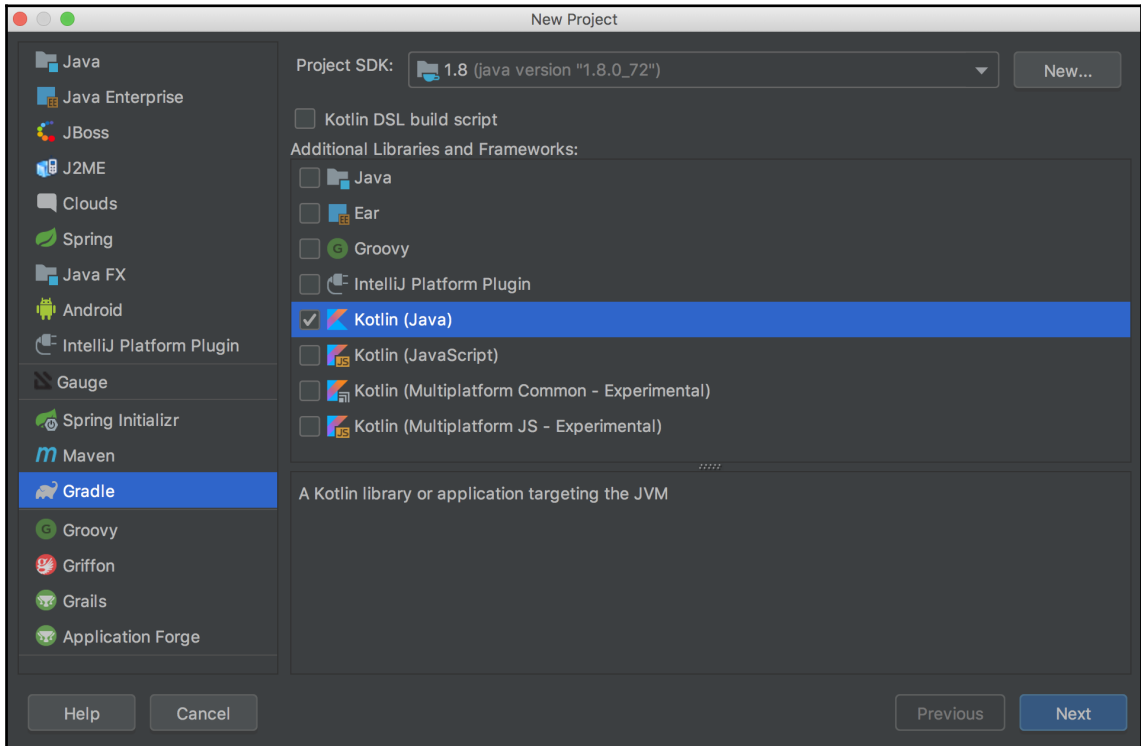 New Project
Java
Java Enterprise
JBoss
J2ME
Clouds
Spring
Java FX
Android
IntelliJ Platform Plugin
Gauge
Spring Initializr
Maven
Gradle
Groovy
Griffon
Grails
Application Forge
Project SDK: 1.8 (java version "1.8.0_72") New...
Kotlin DSL build script
Additional Libraries and Frameworks:
Java
Ear
Groovy
IntelliJ Platform Plugin
Kotlin (Java)
Kotlin (JavaScript)
Kotlin (Multiplatform Common - Experimental)
Kotlin (Multiplatform JS - Experimental)
A Kotlin library or application targeting the JVM
Help Cancel Previous Next